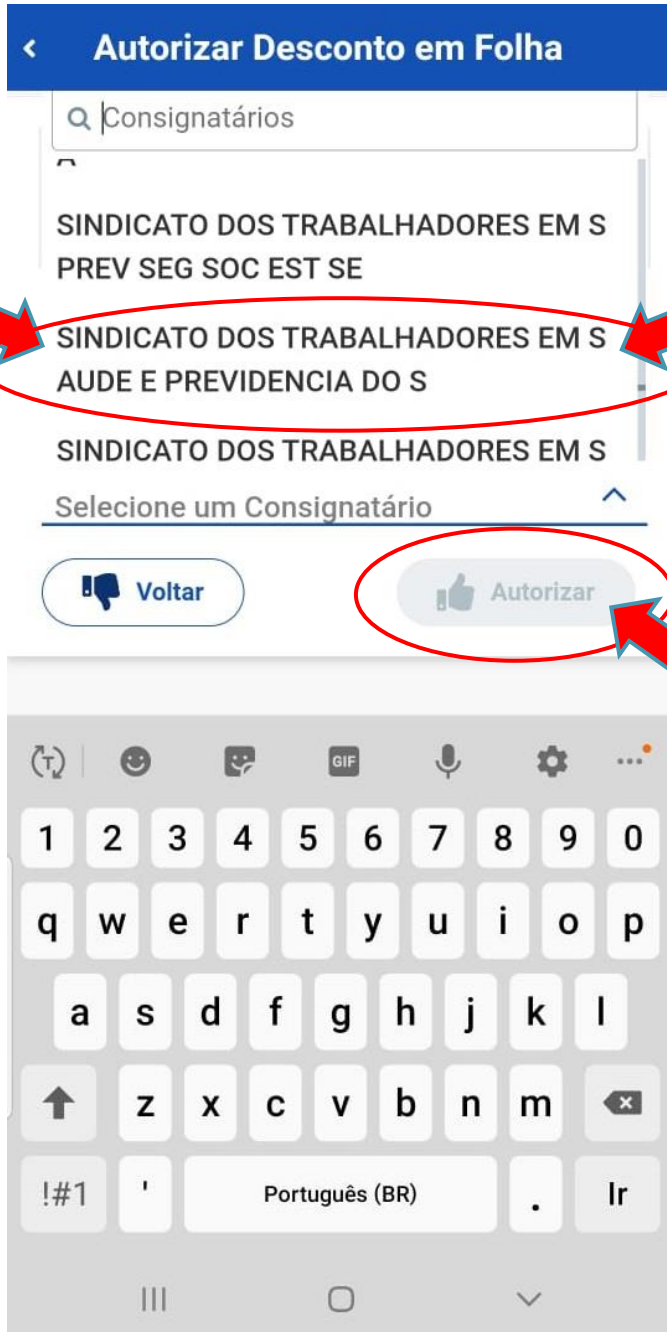 Autorizar Desconto em Folha
Consignatários
A
SINDICATO DOS TRABALHADORES EM S
PREV SEG SOC EST SE
SINDICATO DOS TRABALHADORES EM S
AUDE E PREVIDENCIA DO S
SINDICATO DOS TRABALHADORES EM S
Selecione um Consignatário
Voltar
Autorizar
T GIF
1 2 3 4 5 6 7 8 9 0
q w e r t y u i o p
a s d f g h j k l
z x c v b n m
!#1 ' Português (BR) . Ir